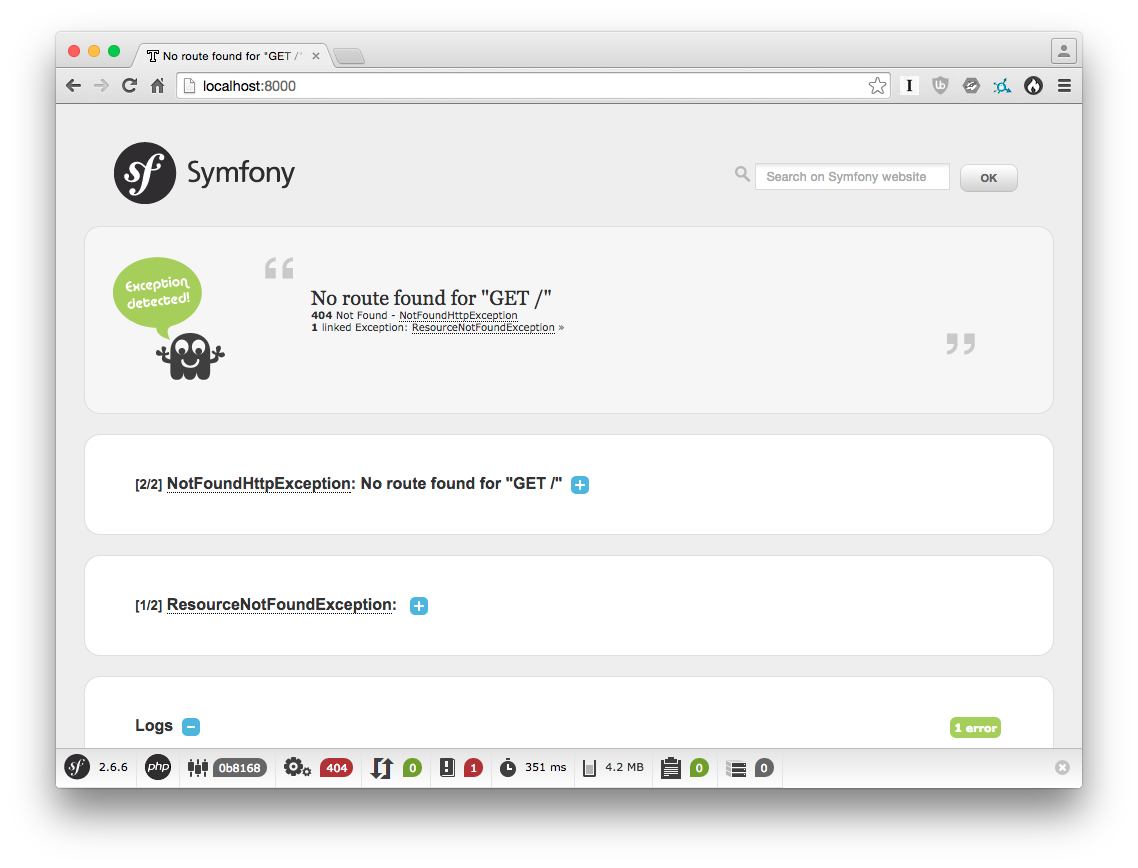 No route found for "GET /"
localhost:8000
I
ub
sf Symfony
Search on Symfony website
OK
Exception
detected!
“
No route found for "GET /"
404 Not Found - NotFoundHttpException
1 linked Exception: ResourceNotFoundException »
”
[2/2] NotFoundHttpException: No route found for "GET /"
[1/2] ResourceNotFoundException:
Logs
1 error
sf 2.6.6 php 0b8168 404 0 1 351 ms 4.2 MB 0 0